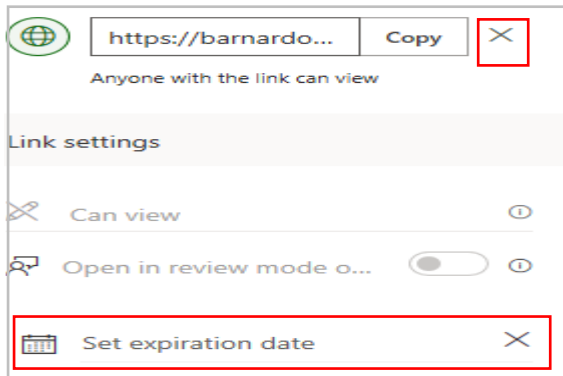 https://barnardo... Copy
Anyone with the link can view
Link settings
Can view
Open in review mode o...
Set expiration date